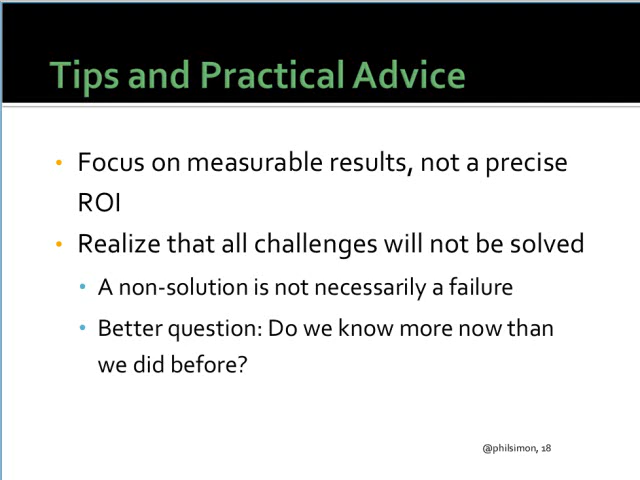 Tips and Practical Advice
• Focus on measurable results, not a precise
ROI
• Realize that all challenges will not be solved
• A non-solution is not necessarily a failure
• Better question: Do we know more now than
we did before?
@philsimon, 18